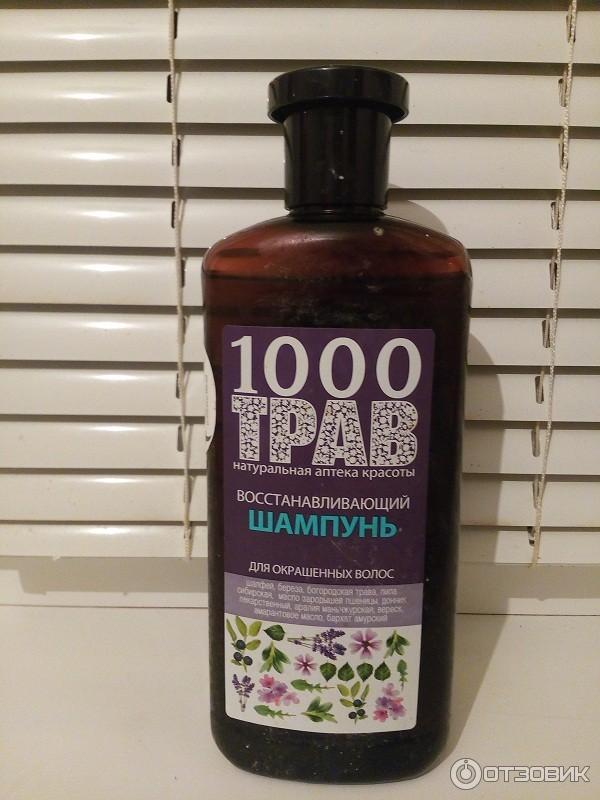 1000
ТРАВ
натуральная аптека красоты
ВОССТАНАВЛИВАЮЩИЙ
ШАМПУНЬ
ДЛЯ ОКРАШЕННЫХ ВОЛОС
шалфей, береза, богородская трава, липа
сибирская, масло зародышей пшеницы, донник
лекарственный, аралия маньчжурская, вереск,
амарантовое масло, бархат амурский
ОТЗОВИК